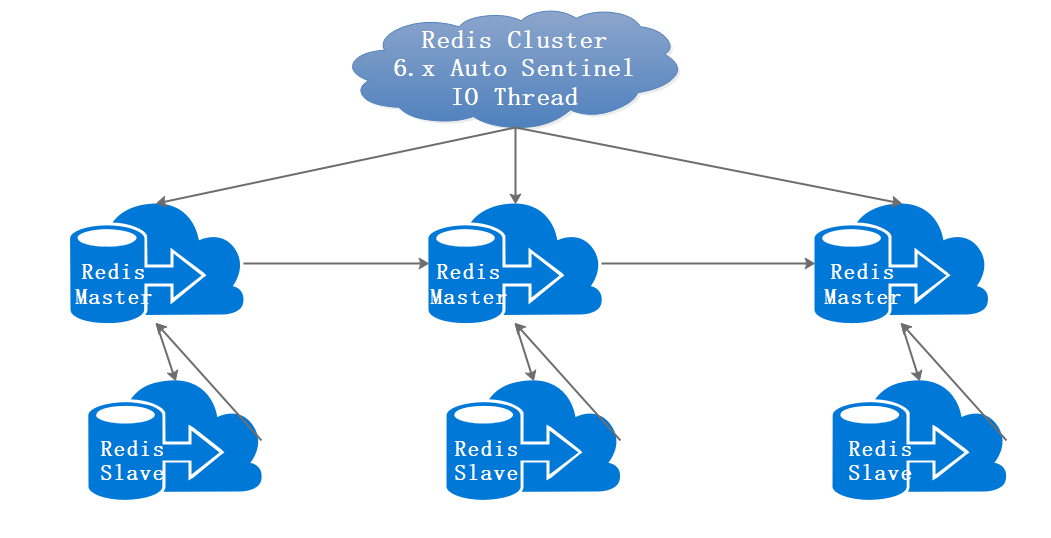 Redis Cluster
6.x Auto Sentinel
IO Thread
Redis
Master
Redis
Master
Redis
Master
Redis
Slave
Redis
Slave
Redis
Slave